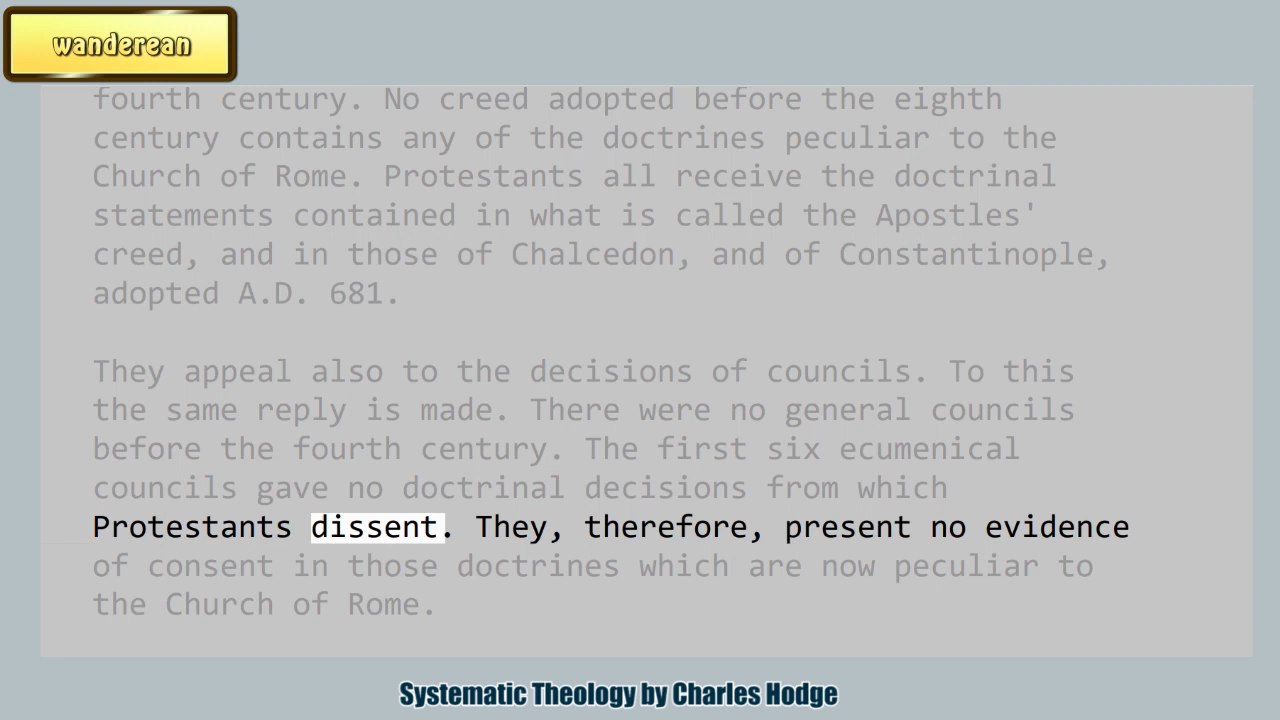 wanderean
fourth century. No creed adopted before the eighth
century contains any of the doctrines peculiar to the
Church of Rome. Protestants all receive the doctrinal
statements contained in what is called the Apostles'
creed, and in those of Chalcedon, and of Constantinople,
adopted A.D. 681.
They appeal also to the decisions of councils. To this
the same reply is made. There were no general councils
before the fourth century. The first six ecumenical
councils gave no doctrinal decisions from which
Protestants dissent. They, therefore, present no evidence
of consent in those doctrines which are now peculiar to
the Church of Rome.
Systematic Theology by Charles Hodge